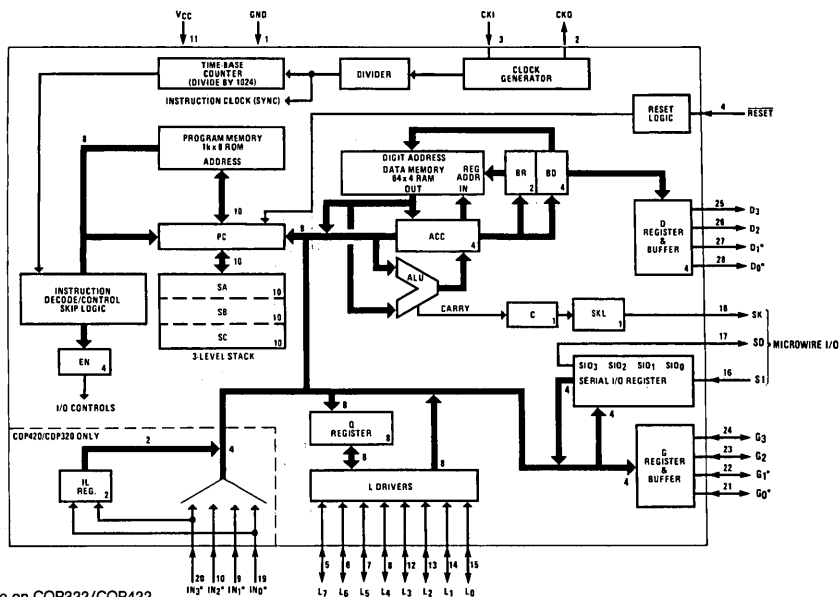 VCC GND CKI CKO
11 1 3 2
TIME-BASE
COUNTER
(DIVIDE BY 1024)
DIVIDER
CLOCK
GENERATOR
INSTRUCTION CLOCK (SYNC)
RESET
LOGIC
4
RESET
8
PROGRAM MEMORY
1k x 8 ROM
ADDRESS
10
DIGIT ADDRESS
DATA MEMORY
64 x 4 RAM
OUT
REG
ADDR
IN
BR
2
BD
4
PC
8
ACC
4
10
ALU
CARRY
C
1
SKL
1
D
REGISTER
&
BUFFER
4
25 D3
26 D2
27 D1*
28 D0*
INSTRUCTION
DECODE/CONTROL
SKIP LOGIC
SA
10
SB
10
SC
10
3-LEVEL STACK
EN
4
I/O CONTROLS
18 SK
17 SO
16 SI
MICROWIRE I/O
SIO3 SIO2 SIO1 SIO0
SERIAL I/O REGISTER
4
4
COP420/COP320 ONLY
2
4
IL
REG.
2
8
Q
REGISTER
8
8
8
L DRIVERS
4
G
REGISTER
&
BUFFER
24 G3
23 G2
22 G1*
21 G0*
20 10 9 19
IN3* IN2* IN1* IN0*
5 6 7 8 12 13 14 15
L7 L6 L5 L4 L3 L2 L1 L0
e on COP322/COP422